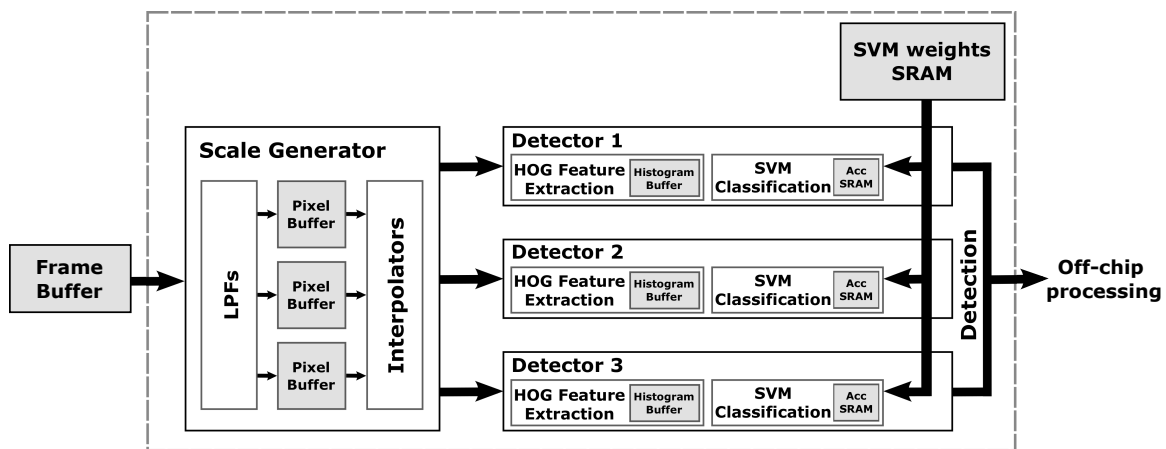 SVM weights
SRAM
Scale Generator
LPFs
Pixel
Buffer
Pixel
Buffer
Pixel
Buffer
Interpolators
Frame
Buffer
Detector 1
HOG Feature
Extraction
Histogram
Buffer
SVM
Classification
Acc
SRAM
Detector 2
HOG Feature
Extraction
Histogram
Buffer
SVM
Classification
Acc
SRAM
Detector 3
HOG Feature
Extraction
Histogram
Buffer
SVM
Classification
Acc
SRAM
Detection
Off-chip
processing